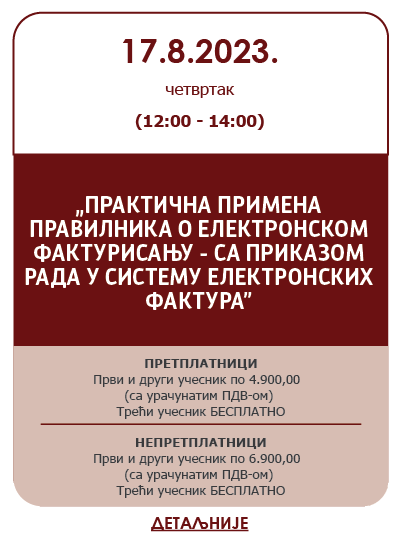 17.8.2023.
четвртак
(12:00 - 14:00)
„ПРАКТИЧНА ПРИМЕНА
ПРАВИЛНИКА О ЕЛЕКТРОНСКОМ
ФАКТУРИСАЊУ - СА ПРИКАЗОМ
РАДА У СИСТЕМУ ЕЛЕКТРОНСКИХ
ФАКТУРА”
ПРЕТПЛАТНИЦИ
Први и други учесник по 4.900,00
(са урачунатим ПДВ-ом)
Трећи учесник БЕСПЛАТНО
НЕПРЕТПЛАТНИЦИ
Први и други учесник по 6.900,00
(са урачунатим ПДВ-ом)
Трећи учесник БЕСПЛАТНО
ДЕТАЉНИЈЕ